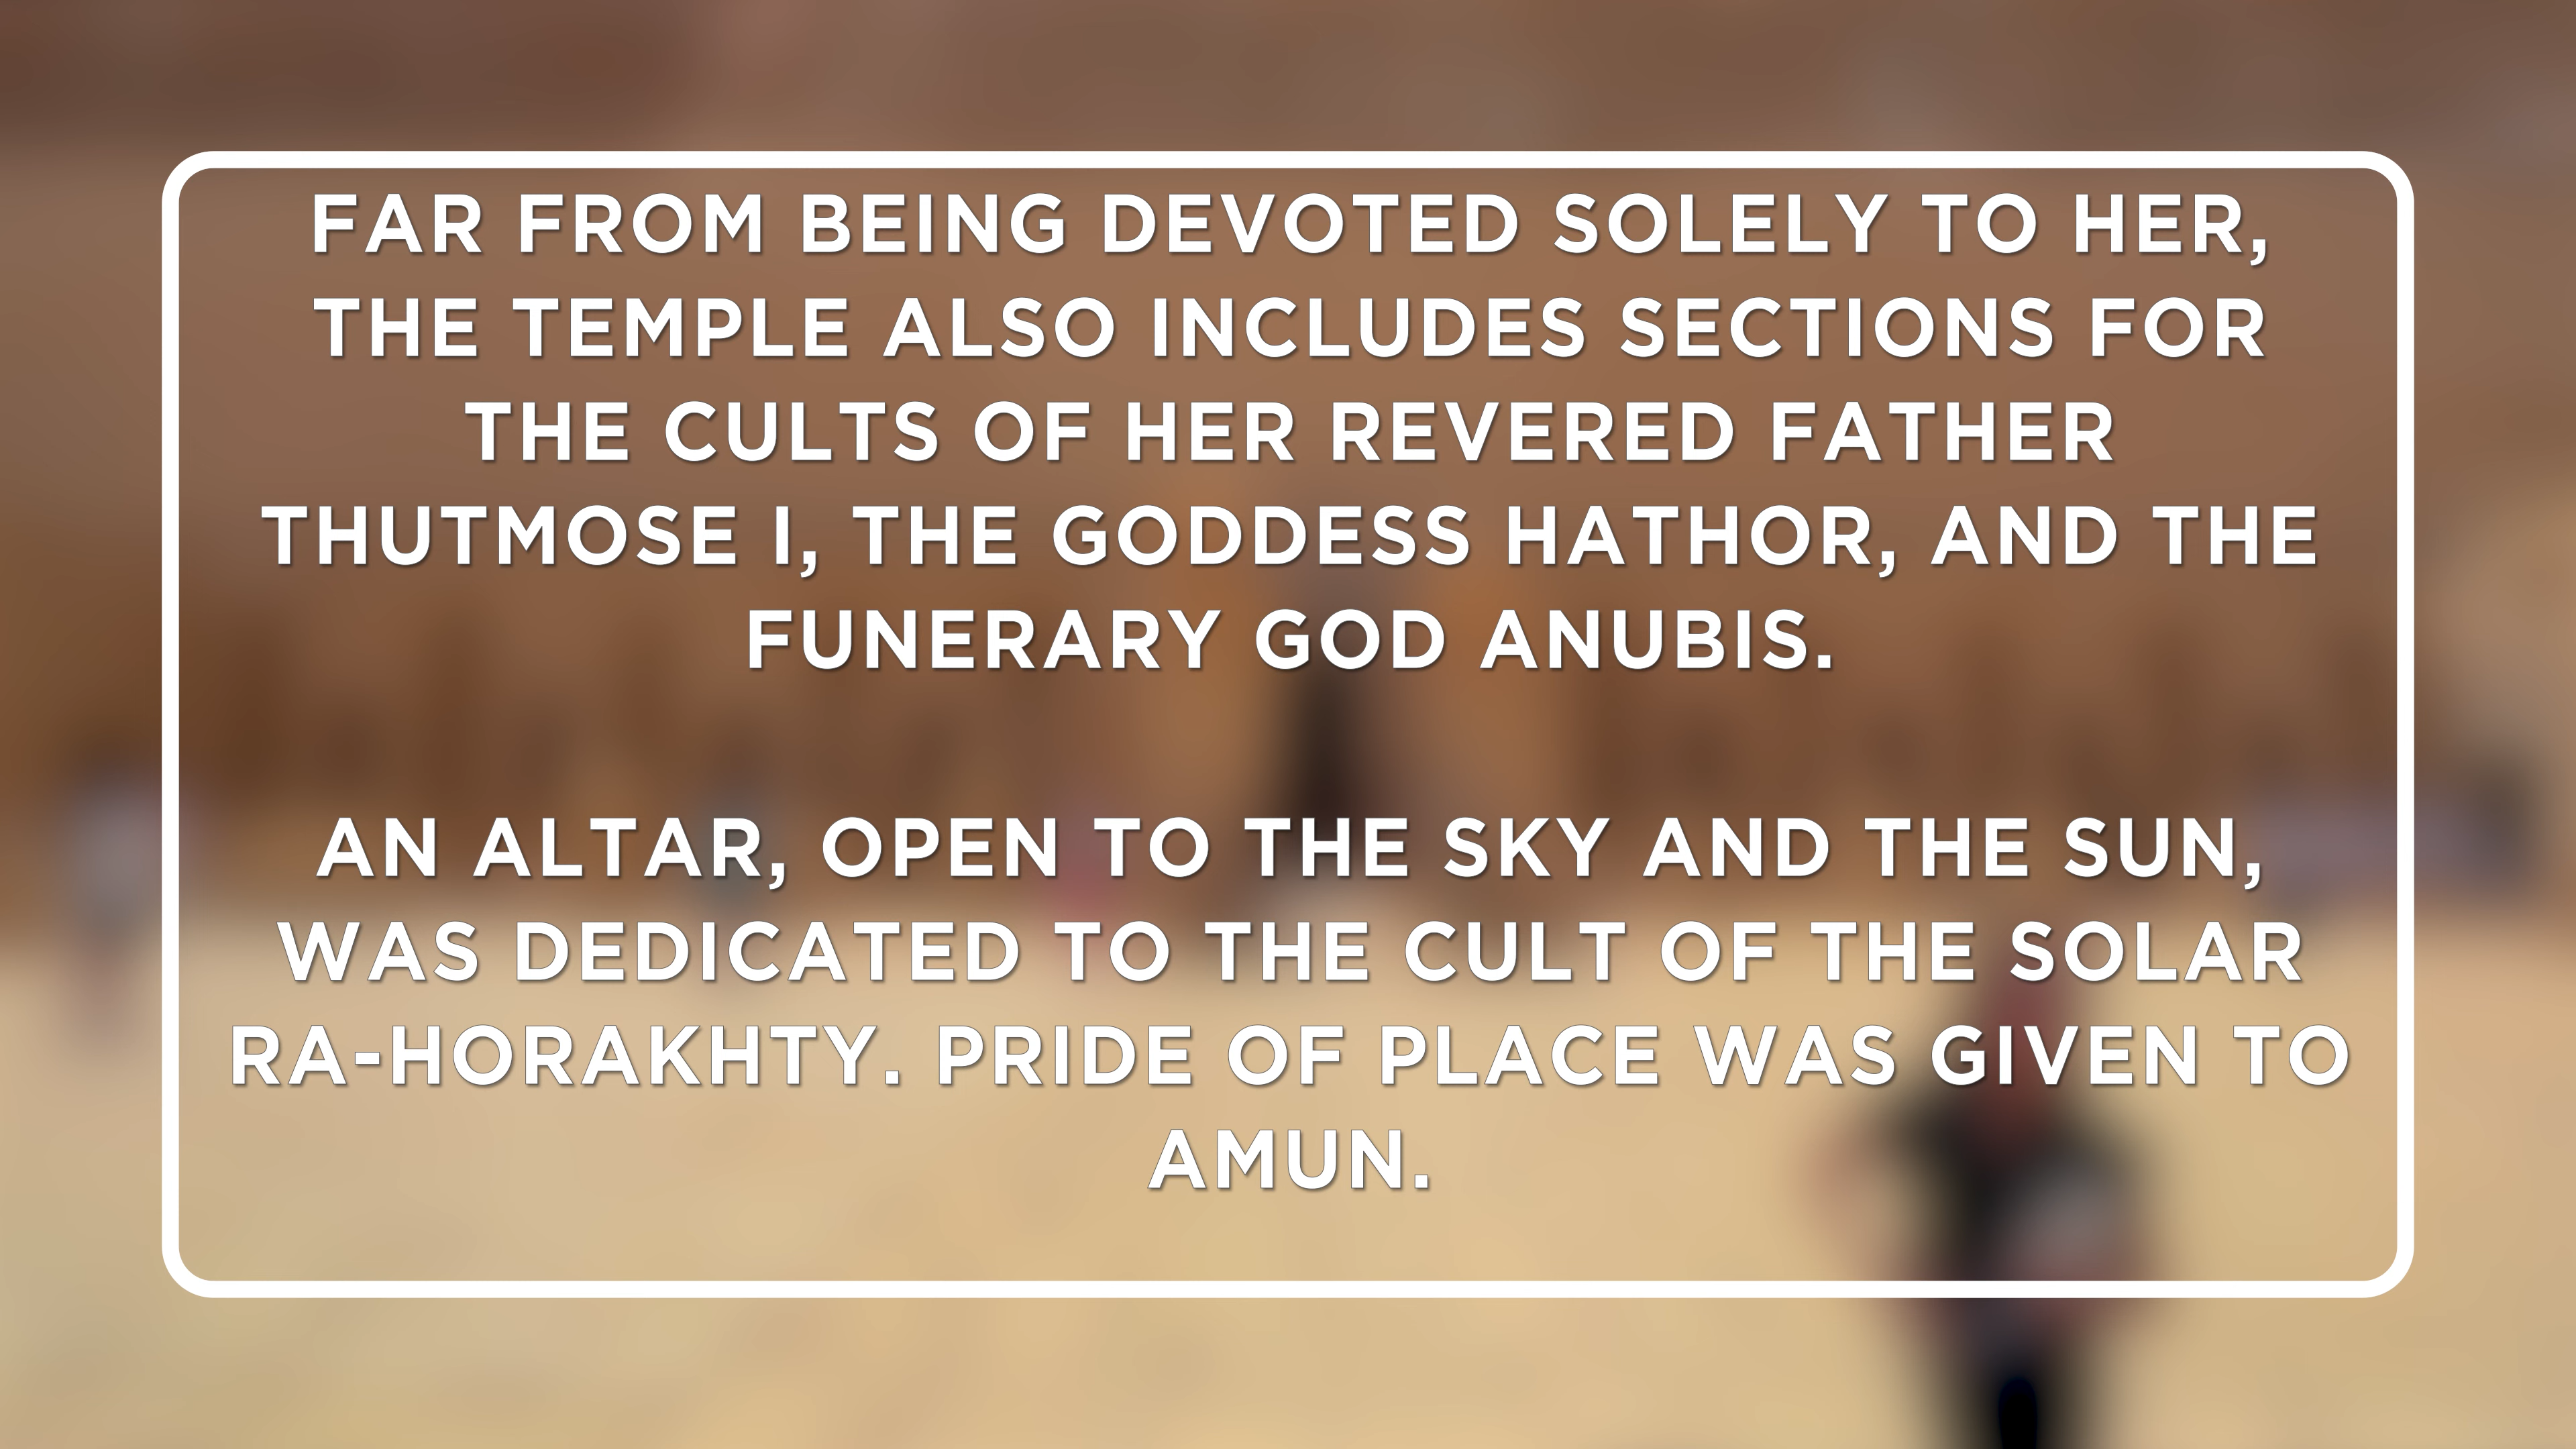 FAR FROM BEING DEVOTED SOLELY TO HER,
THE TEMPLE ALSO INCLUDES SECTIONS FOR
THE CULTS OF HER REVERED FATHER
THUTMOSE I, THE GODDESS HATHOR, AND THE
FUNERARY GOD ANUBIS.
AN ALTAR, OPEN TO THE SKY AND THE SUN,
WAS DEDICATED TO THE CULT OF THE SOLAR
RA-HORAKHTY. PRIDE OF PLACE WAS GIVEN TO
AMUN.